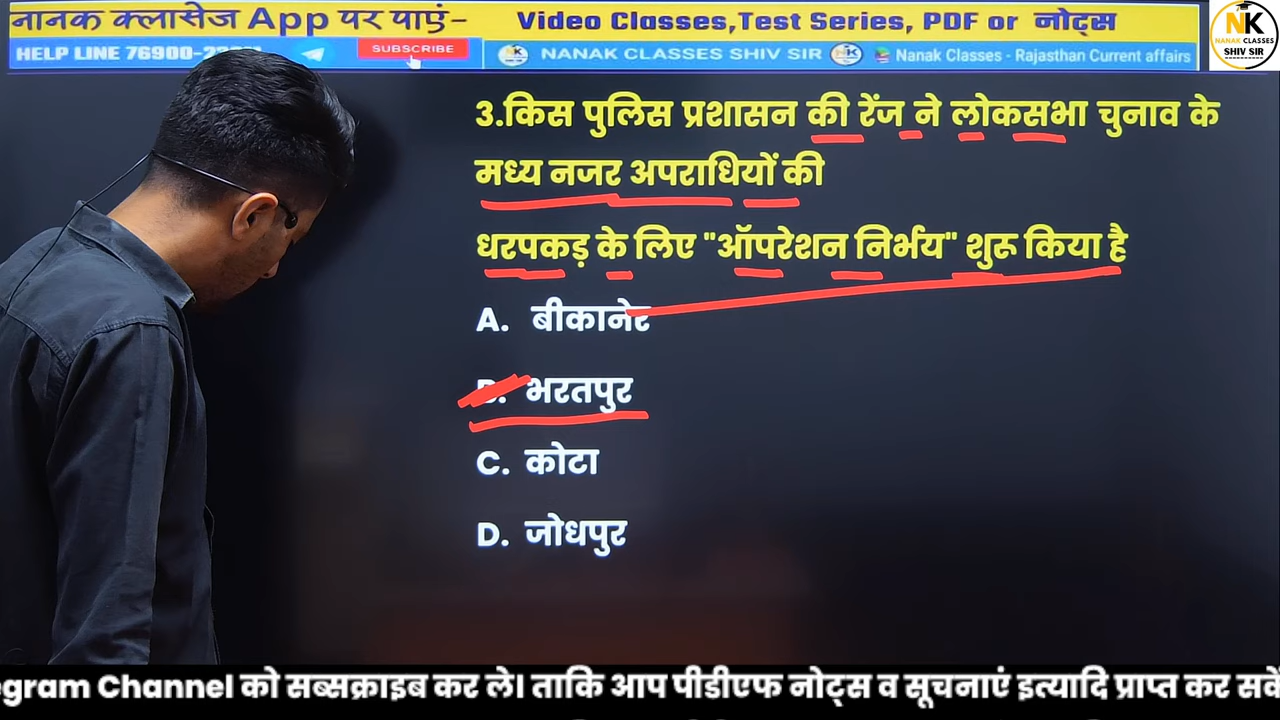 नानक क्लासेज App पर पाएं- Video Classes,Test Series, PDF or नोट्स
HELP LINE 76900- SUBSCRIBE NANAK CLASSES SHIV SIR NK Nanak Classes - Rajasthan Current affairs
NK
NANAK CLASSES
SHIV SIR
3.किस पुलिस प्रशासन की रेंज ने लोकसभा चुनाव के
मध्य नजर अपराधियों की
धरपकड़ के लिए "ऑपरेशन निर्भय" शुरू किया है
A. बीकानेर
B. भरतपुर
C. कोटा
D. जोधपुर
egram Channel को सब्सक्राइब कर ले। ताकि आप पीडीएफ नोट्स व सूचनाएं इत्यादि प्राप्त कर सकें